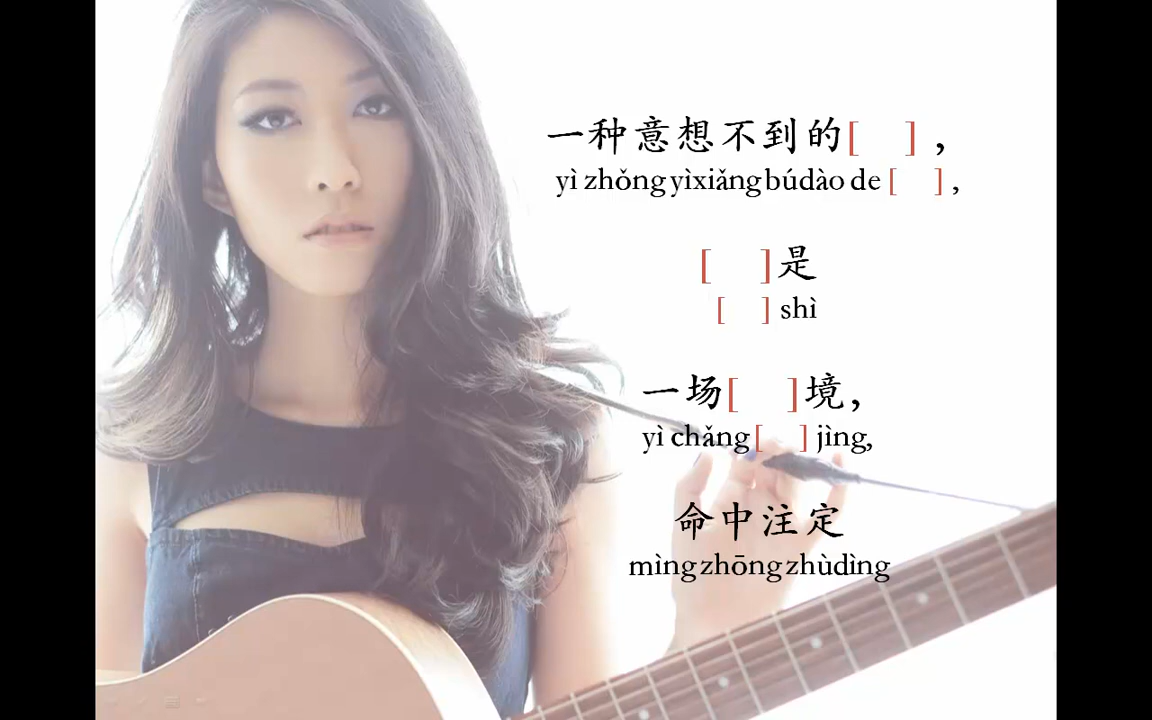 一种意想不到的[ ]，
yì zhǒng yìxiǎng búdào de [ ] ,
[ ]是
[ ] shì
一场[ ]境，
yì chǎng [ ] jìng,
命中注定
mìng zhōng zhùdìng